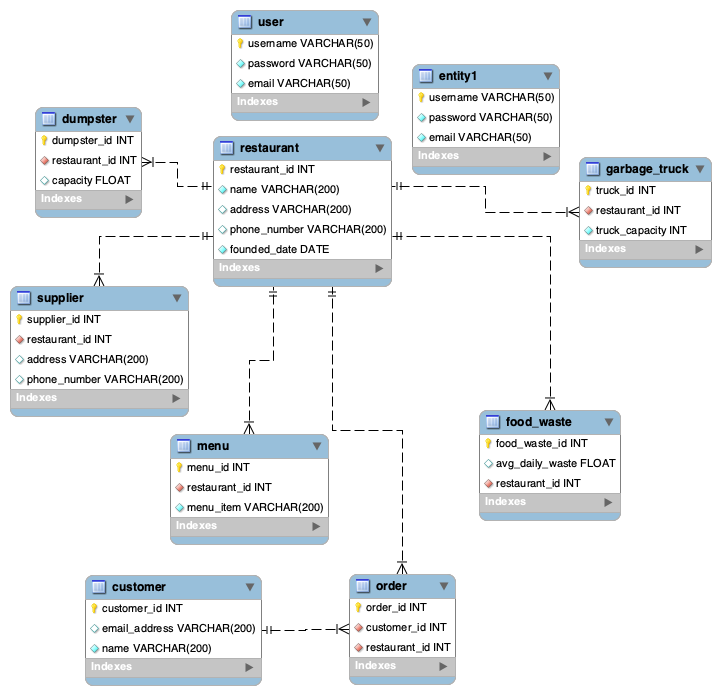 user
username VARCHAR(50)
password VARCHAR(50)
email VARCHAR(50)
Indexes
entity1
username VARCHAR(50)
password VARCHAR(50)
email VARCHAR(50)
Indexes
dumpster
dumpster_id INT
restaurant_id INT
capacity FLOAT
Indexes
restaurant
restaurant_id INT
name VARCHAR(200)
address VARCHAR(200)
phone_number VARCHAR(200)
founded_date DATE
Indexes
garbage_truck
truck_id INT
restaurant_id INT
truck_capacity INT
Indexes
supplier
supplier_id INT
restaurant_id INT
address VARCHAR(200)
phone_number VARCHAR(200)
Indexes
menu
menu_id INT
restaurant_id INT
menu_item VARCHAR(200)
Indexes
food_waste
food_waste_id INT
avg_daily_waste FLOAT
restaurant_id INT
Indexes
customer
customer_id INT
email_address VARCHAR(200)
name VARCHAR(200)
Indexes
order
order_id INT
customer_id INT
restaurant_id INT
Indexes